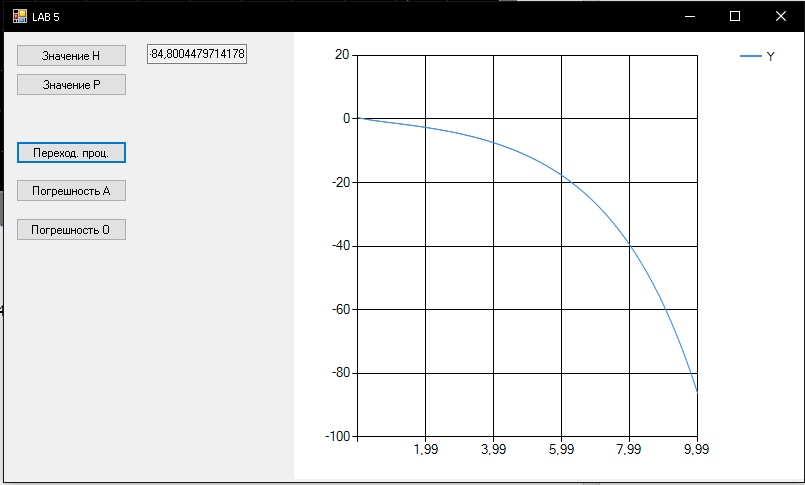 LAB 5
Значение H
-84,8004479714178
Значение P
Переход. проц.
Погрешность А
Погрешность О
20
0
-20
-40
-60
-80
-100
1,99
3,99
5,99
7,99
9,99
Y